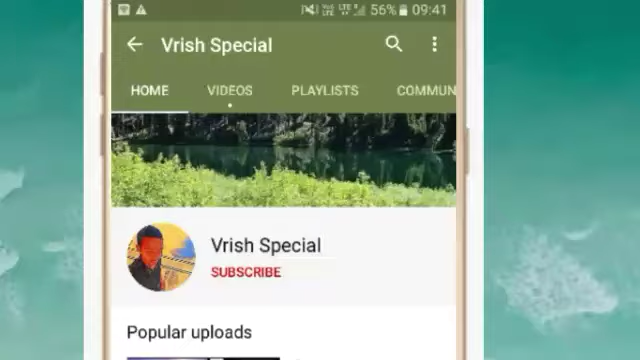 56% 09:41
Vrish Special
HOME VIDEOS PLAYLISTS COMMUN
Vrish Special
SUBSCRIBE
Popular uploads